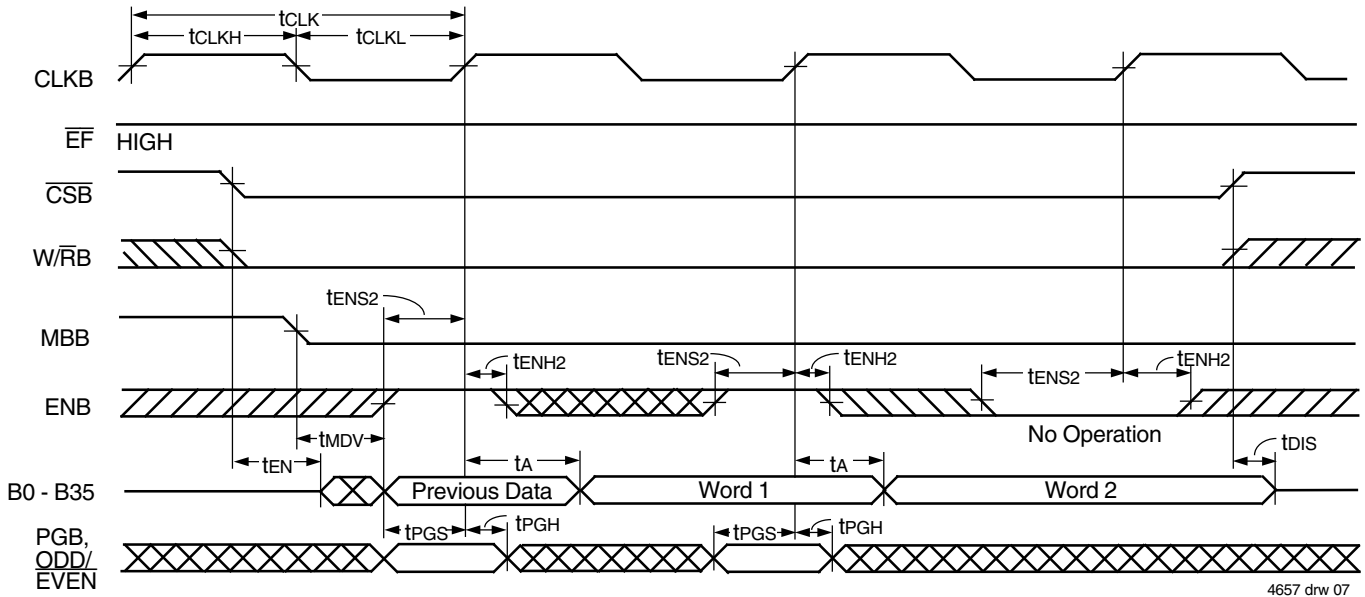 tCLK
tCLKH
tCLKL
CLKB
EF
HIGH
CSB
W/RB
tENS2
MBB
tENH2
tENS2
tENH2
tENS2
tENH2
ENB
No Operation
tMDV
tEN
tA
tA
tDIS
B0 - B35
Previous Data
Word 1
Word 2
tPGS
tPGH
tPGS
tPGH
PGB,
ODD/
EVEN
4657 drw 07